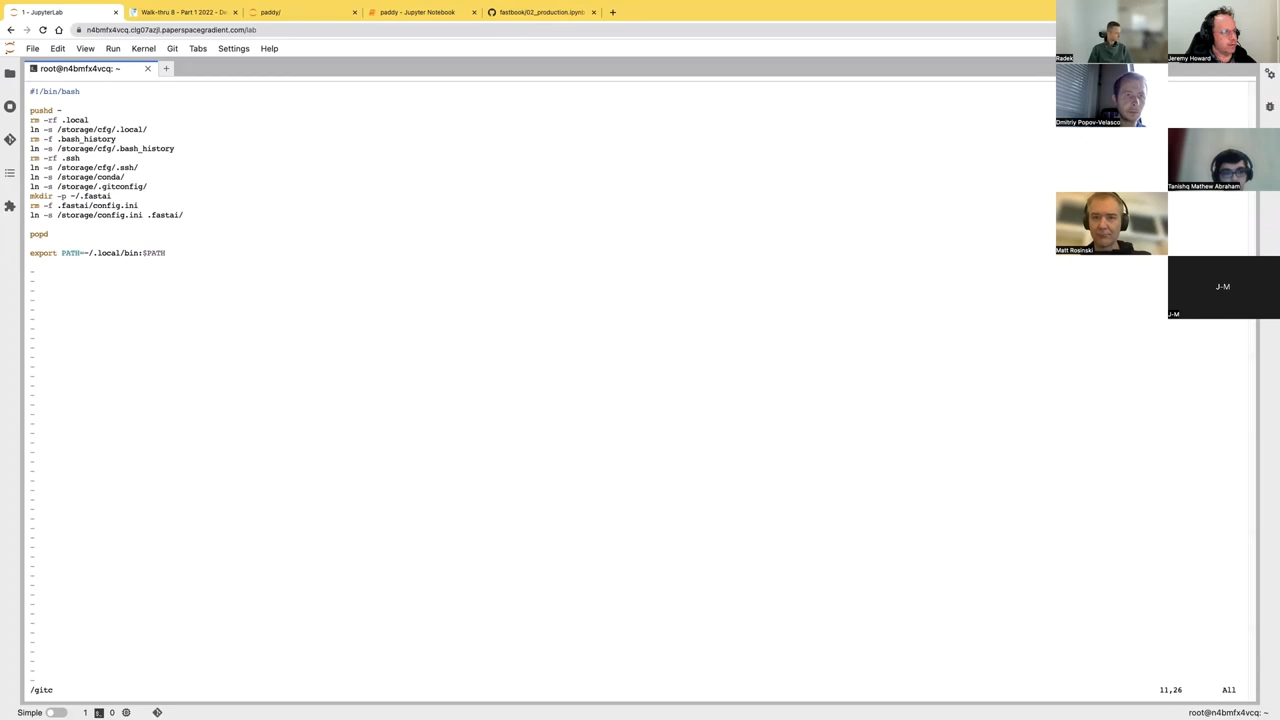 1 - JupyterLab
Walk-thru 8 - Part 1 2022 - De
paddy/
paddy - Jupyter Notebook
fastbook/02_production.ipynb
n4bmfx4vcq.clg07azjl.paperspacegradient.com/lab
File Edit View Run Kernel Git Tabs Settings Help
root@n4bmfx4vcq: ~
#!/bin/bash
pushd ~
rm -rf .local
ln -s /storage/cfg/.local/
rm -f .bash_history
ln -s /storage/cfg/.bash_history
rm -rf .ssh
ln -s /storage/cfg/.ssh/
ln -s /storage/conda/
ln -s /storage/.gitconfig/
mkdir -p ~/.fastai
rm -f .fastai/config.ini
ln -s /storage/config.ini .fastai/
popd
export PATH=~/.local/bin:$PATH
/gitc
11,26
All
Simple
1
0
root@n4bmfx4vcq: ~
Radek
Jeremy Howard
Dmitriy Popov-Velasco
Tanishq Mathew Abraham
Matt Rosinski
J-M
J-M